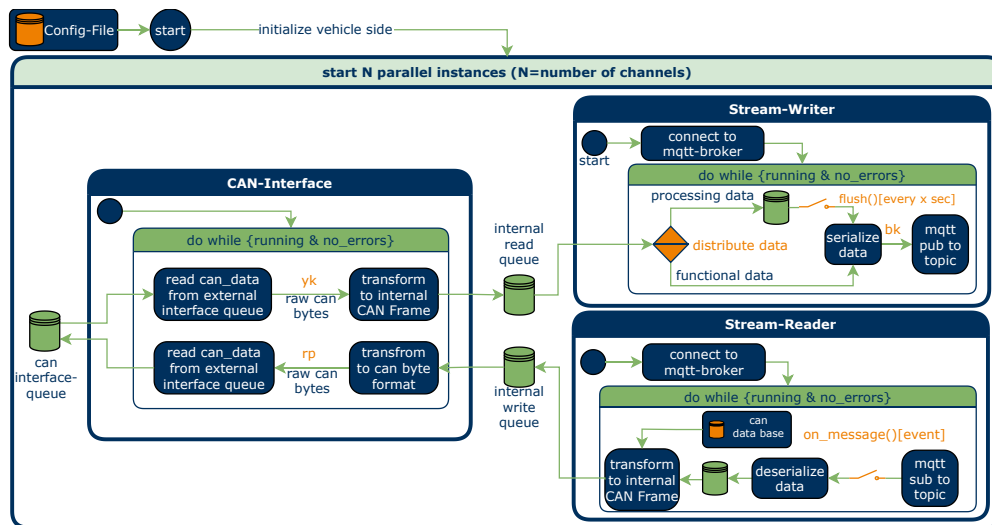 Config-File
start
initialize vehicle side
start N parallel instances (N=number of channels)
CAN-Interface
do while {running & no_errors}
read can_data
from external
interface queue
yk
raw can
bytes
transform
to internal
CAN Frame
read can_data
from external
interface queue
rp
raw can
bytes
transfrom
to can byte
format
can
interface-
queue
internal
read
queue
internal
write
queue
Stream-Writer
start
connect to
mqtt-broker
do while {running & no_errors}
processing data
flush()[every x sec]
distribute data
functional data
serialize
data
bk
mqtt
pub to
topic
Stream-Reader
connect to
mqtt-broker
do while {running & no_errors}
can
data base
on_message()[event]
transform
to internal
CAN Frame
deserialize
data
mqtt
sub to
topic